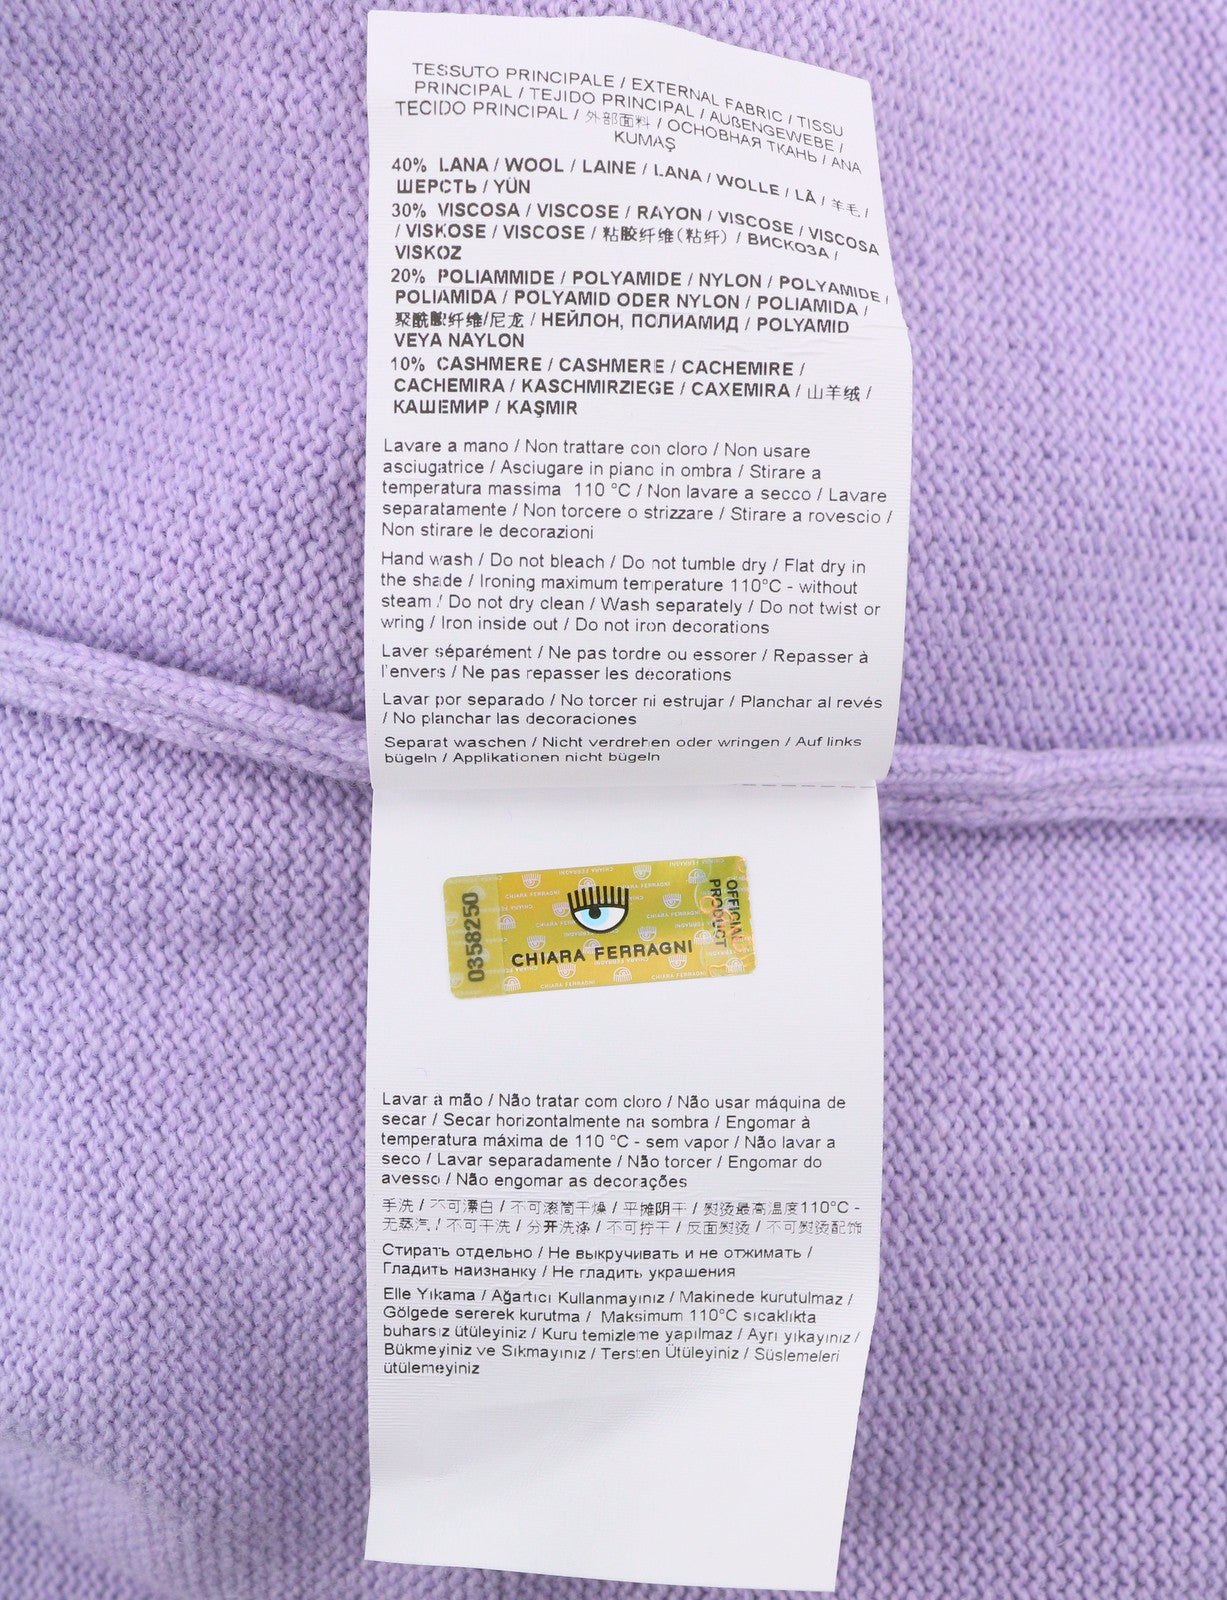 TESSUTO PRINCIPALE / EXTERNAL FABRIC / TISSU
PRINCIPAL / TEJIDO PRINCIPAL / AUßENGEWEBE /
TECIDO PRINCIPAL / 外部面料 / ОСНОВНАЯ ТКАНЬ / ANA
KUMAŞ
40% LANA / WOOL / LAINE / LANA / WOLLE / LÃ / 羊毛 /
ШЕРСТЬ / YÜN
30% VISCOSA / VISCOSE / RAYON / VISCOSE / VISCOSA
/ VISKOSE / VISCOSE / 粘胶纤维(粘纤) / ВИСКОЗА /
VISKOZ
20% POLIAMMIDE / POLYAMIDE / NYLON / POLYAMIDE /
POLIAMIDA / POLYAMID ODER NYLON / POLIAMIDA /
聚酰胺纤维/尼龙 / НЕЙЛОН, ПОЛИАМИД / POLYAMID
VEYA NAYLON
10% CASHMERE / CASHMERE / CACHEMIRE /
CACHEMIRA / KASCHMIRZIEGE / CAXEMIRA / 山羊绒 /
КАШЕМИР / KAŞMIR
Lavare a mano / Non trattare con cloro / Non usare
asciugatrice / Asciugare in piano in ombra / Stirare a
temperatura massima 110 °C / Non lavare a secco / Lavare
separatamente / Non torcere o strizzare / Stirare a rovescio /
Non stirare le decorazioni
Hand wash / Do not bleach / Do not tumble dry / Flat dry in
the shade / Ironing maximum temperature 110°C - without
steam / Do not dry clean / Wash separately / Do not twist or
wring / Iron inside out / Do not iron decorations
Laver séparément / Ne pas tordre ou essorer / Repasser à
l'envers / Ne pas repasser les decorations
Lavar por separado / No torcer ni estrujar / Planchar al revés
/ No planchar las decoraciones
Separat waschen / Nicht verdrehen oder wringen / Auf links
bügeln / Applikationen nicht bügeln
0358250
CHIARA FERRAGNI
OFFICIAL
PRODUCT
Lavar à mão / Não tratar com cloro / Não usar máquina de
secar / Secar horizontalmente na sombra / Engomar à
temperatura máxima de 110 °C - sem vapor / Não lavar a
seco / Lavar separadamente / Não torcer / Engomar do
avesso / Não engomar as decorações
手洗 / 不可漂白 / 不可滚筒干燥 / 平摊阴干 / 熨烫最高温度110°C -
无蒸汽 / 不可干洗 / 分开洗涤 / 不可拧干 / 反面熨烫 / 不可熨烫配饰
Стирать отдельно / Не выкручивать и не отжимать /
Гладить наизнанку / Не гладить украшения
Elle Yıkama / Ağartıcı Kullanmayınız / Makinede kurutulmaz /
Gölgede sererek kurutma / Maksimum 110°C sıcaklıkta
buharsız ütüleyiniz / Kuru temizleme yapılmaz / Ayrı yıkayınız /
Bükmeyiniz ve Sıkmayınız / Tersten Ütüleyiniz / Süslemeleri
ütülemeyiniz